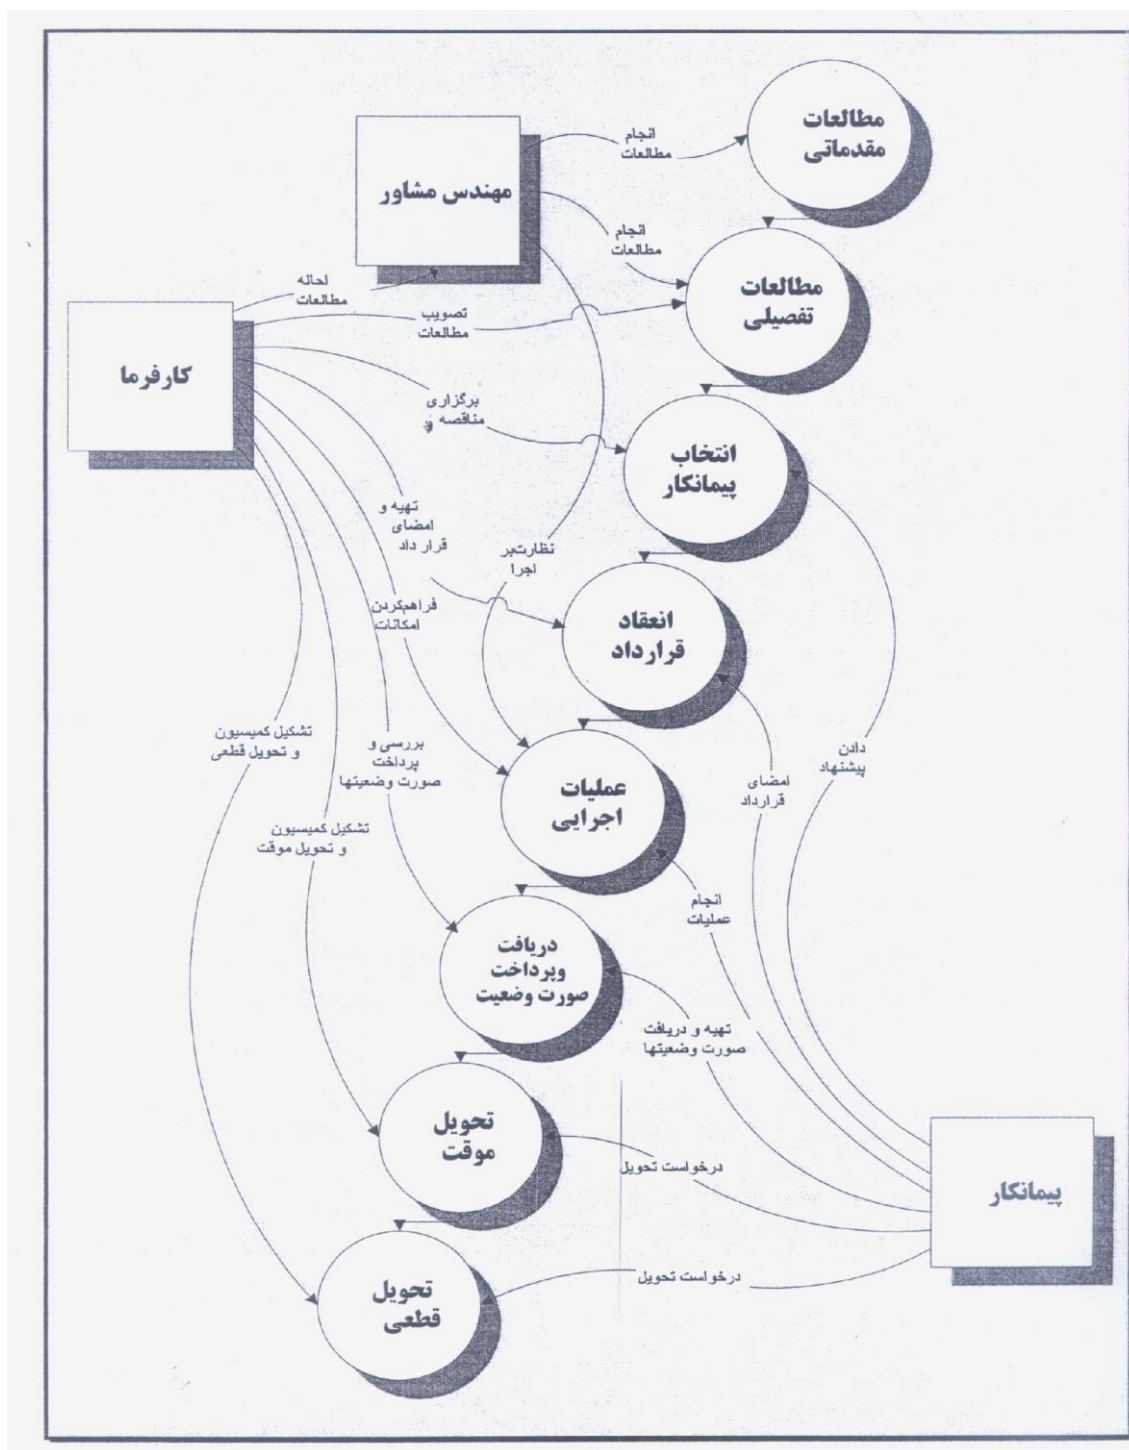 مطالعات
مقدماتی
انجام
مطالعات
مهندس مشاور
انجام
مطالعات
مطالعات
تفصیلی
احاله
مطالعات
تصویب
مطالعات
کارفرما
برگزاری
مناقصه و
انتخاب
پیمانکار
تهیه و
امضای
قرار داد
نظارت‌بر
اجرا
فراهم‌کردن
امکانات
انعقاد
قرارداد
تشکیل کمیسیون
و تحویل قطعی
بررسی و
پرداخت
صورت وضعیتها
دادن
پیشنهاد
امضای
قرارداد
عملیات
اجرایی
تشکیل کمیسیون
و تحویل موقت
انجام
عملیات
دریافت
وپرداخت
صورت وضعیت
تهیه و دریافت
صورت وضعیتها
تحویل
موقت
درخواست تحویل
پیمانکار
درخواست تحویل
تحویل
قطعی